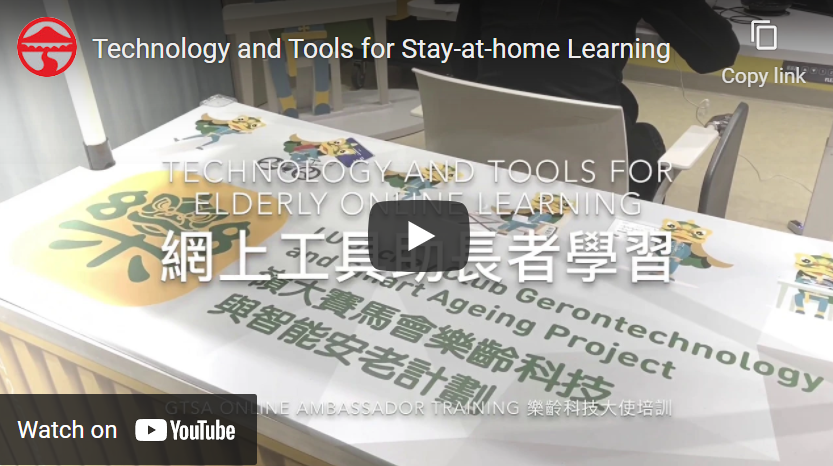 Technology and Tools for Stay-at-home Learning
Copy link
TECHNOLOGY AND TOOLS FOR
ELDERLY ONLINE LEARNING
網上工具助長者學習
Club Gerontechnology
and Smart Ageing Project
嶺大賽馬會樂齡科技
與智能安老計劃
GTSA ONLINE AMBASSADOR TRAINING 樂齡科技大使培訓
Watch on YouTube